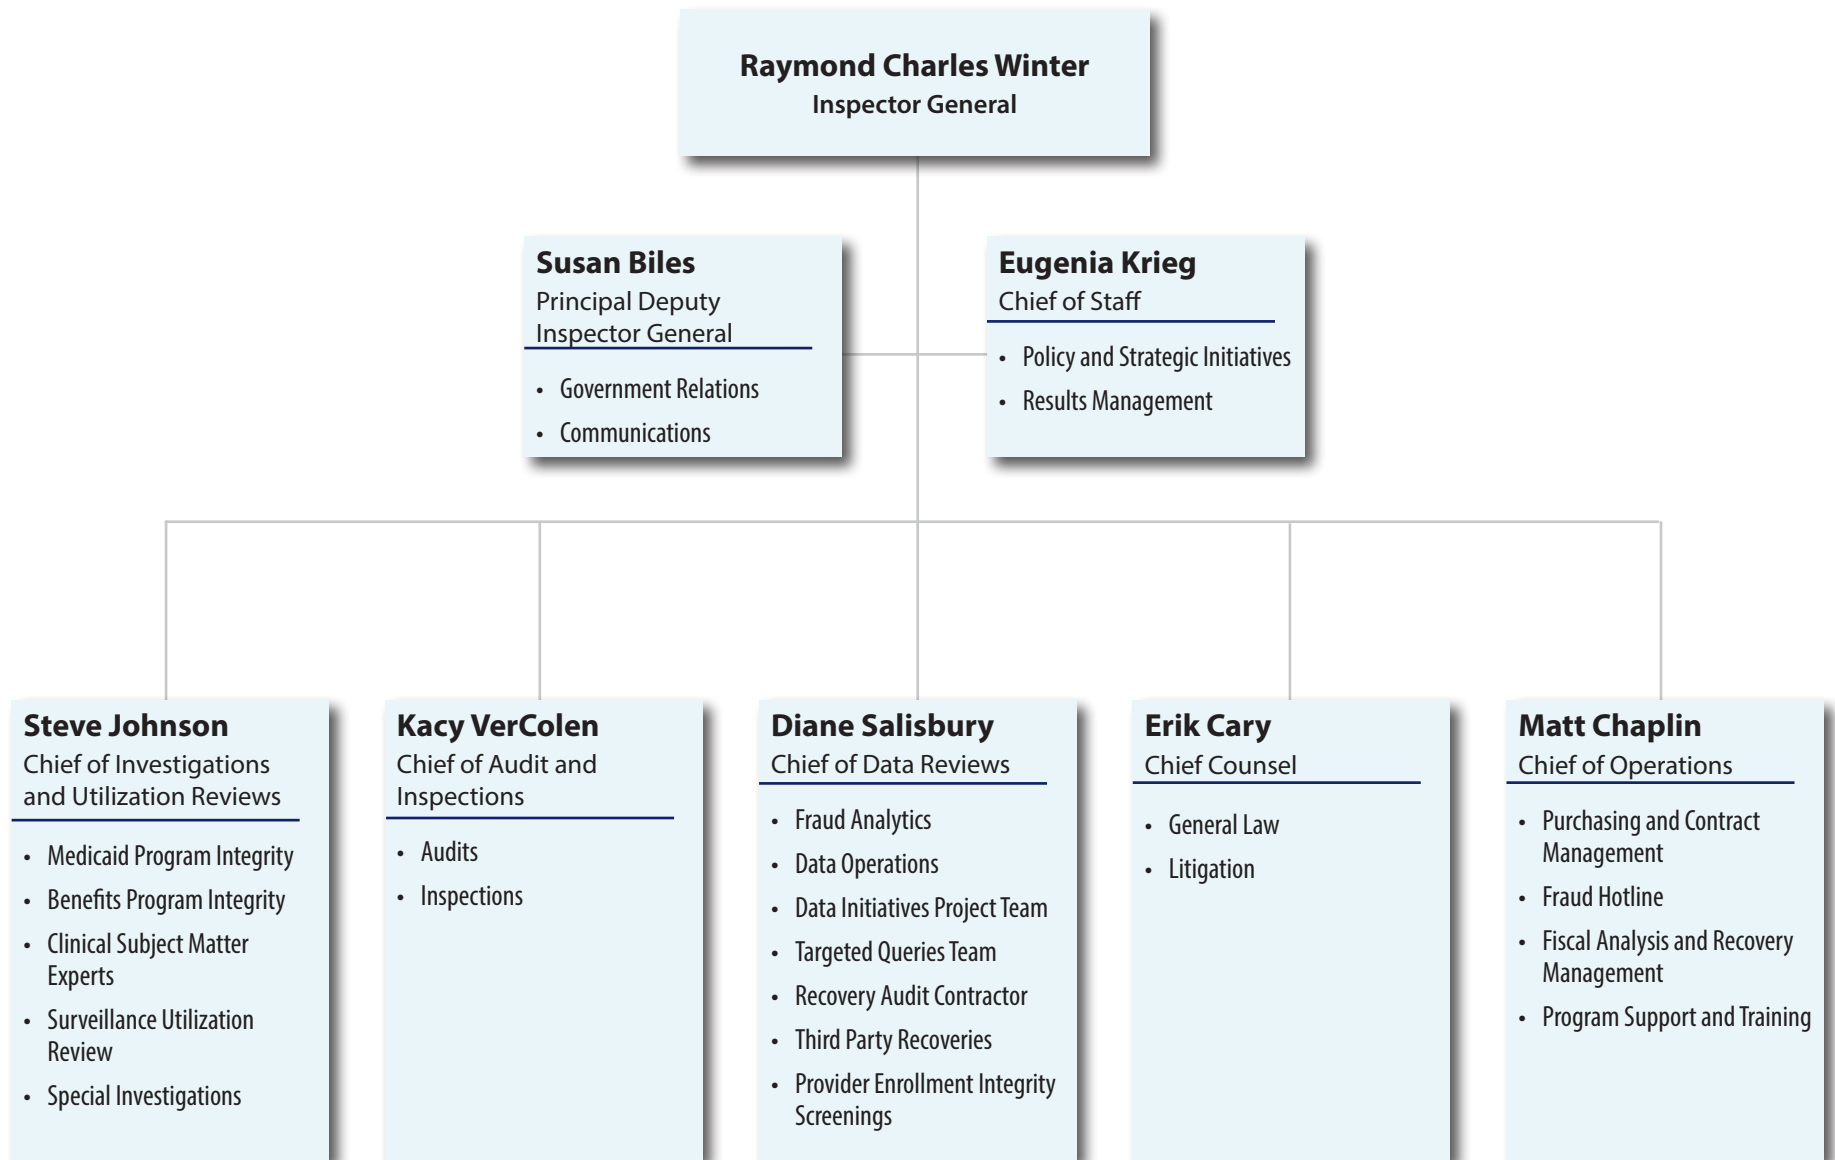 Raymond Charles Winter
Inspector General
Susan Biles
Principal Deputy
Inspector General
• Government Relations
• Communications
Eugenia Krieg
Chief of Staff
• Policy and Strategic Initiatives
• Results Management
Steve Johnson
Chief of Investigations
and Utilization Reviews
• Medicaid Program Integrity
• Benefits Program Integrity
• Clinical Subject Matter
Experts
• Surveillance Utilization
Review
• Special Investigations
Kacy VerColen
Chief of Audit and
Inspections
• Audits
• Inspections
Diane Salisbury
Chief of Data Reviews
• Fraud Analytics
• Data Operations
• Data Initiatives Project Team
• Targeted Queries Team
• Recovery Audit Contractor
• Third Party Recoveries
• Provider Enrollment Integrity
Screenings
Erik Cary
Chief Counsel
• General Law
• Litigation
Matt Chaplin
Chief of Operations
• Purchasing and Contract
Management
• Fraud Hotline
• Fiscal Analysis and Recovery
Management
• Program Support and Training